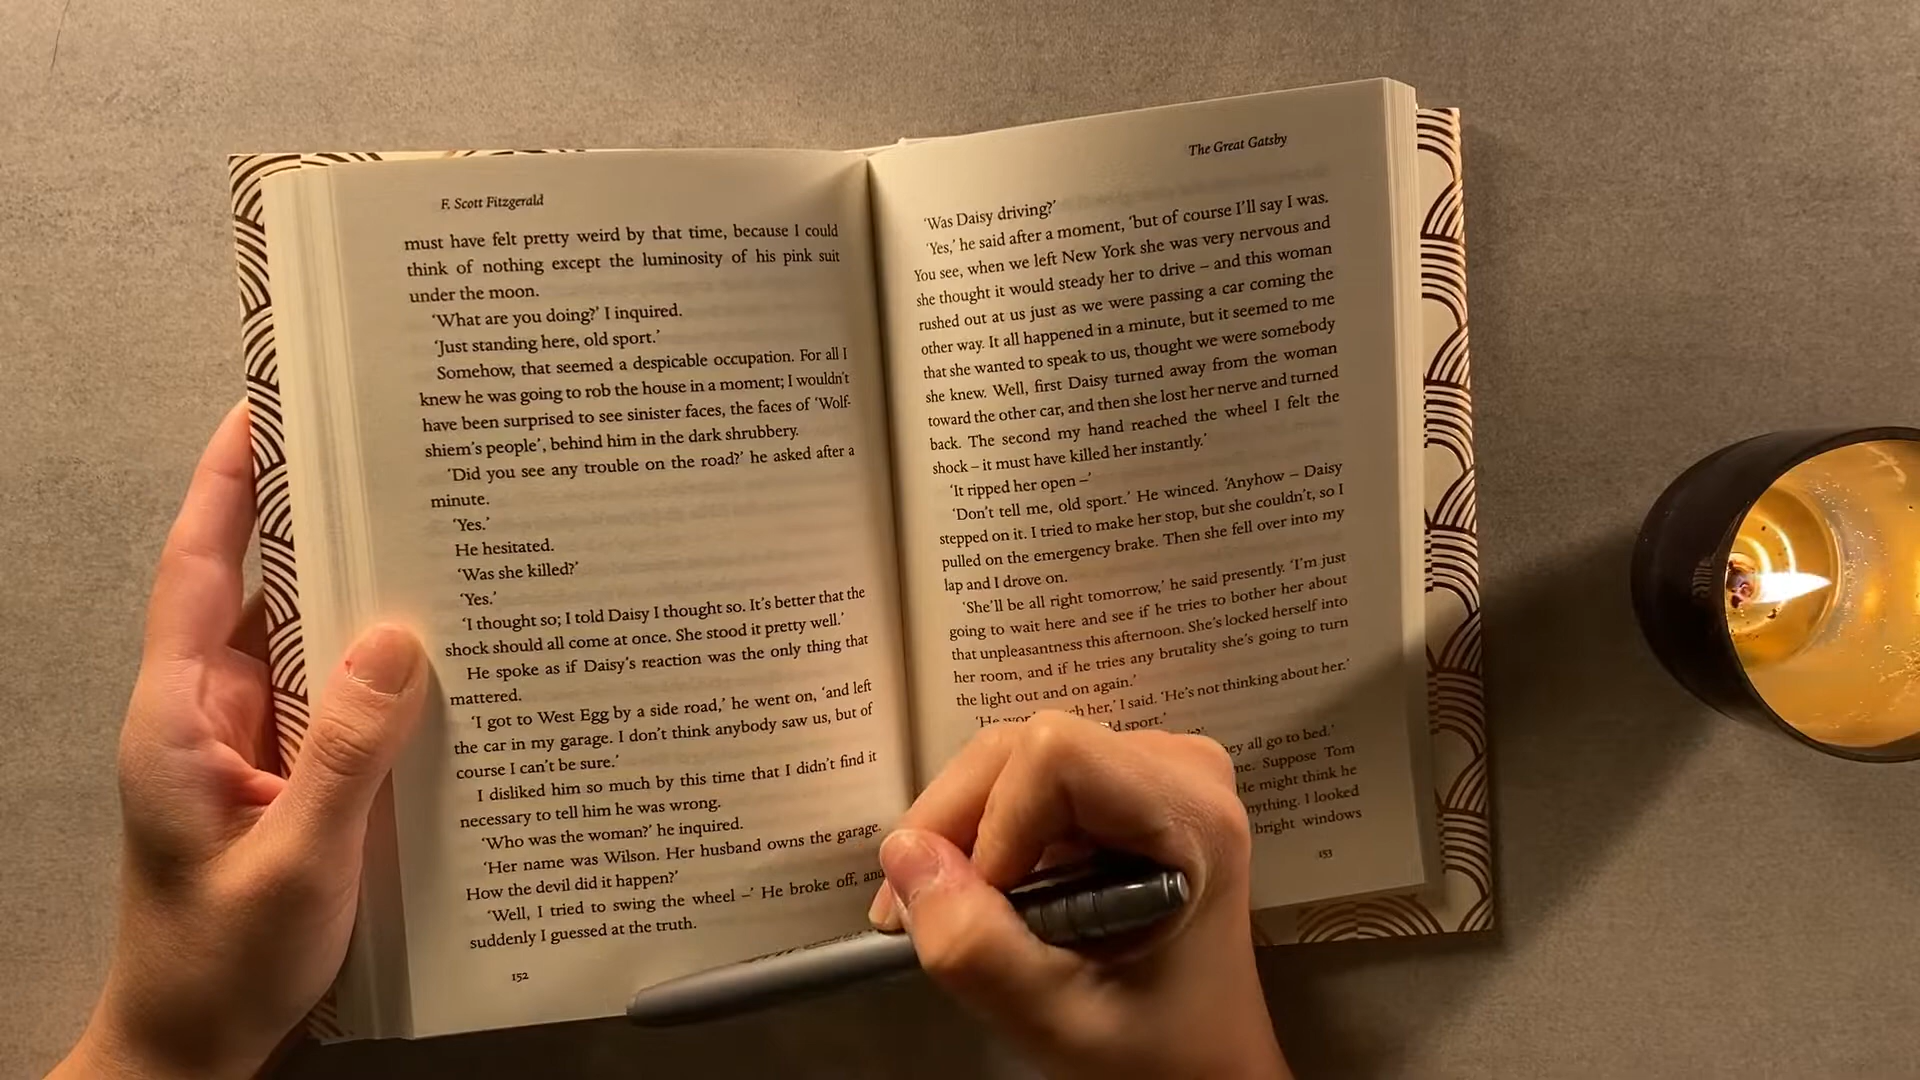 F. Scott Fitzgerald
must have felt pretty weird by that time, because I could
think of nothing except the luminosity of his pink suit
under the moon.
‘What are you doing?’ I inquired.
‘Just standing here, old sport.’
Somehow, that seemed a despicable occupation. For all I
knew he was going to rob the house in a moment; I wouldn’t
have been surprised to see sinister faces, the faces of ‘Wolf-
shiem’s people’, behind him in the dark shrubbery.
‘Did you see any trouble on the road?’ he asked after a
minute.
‘Yes.’
He hesitated.
‘Was she killed?’
‘Yes.’
‘I thought so; I told Daisy I thought so. It’s better that the
shock should all come at once. She stood it pretty well.’
He spoke as if Daisy’s reaction was the only thing that
mattered.
‘I got to West Egg by a side road,’ he went on, ‘and left
the car in my garage. I don’t think anybody saw us, but of
course I can’t be sure.’
I disliked him so much by this time that I didn’t find it
necessary to tell him he was wrong.
‘Who was the woman?’ he inquired.
‘Her name was Wilson. Her husband owns the garage.
How the devil did it happen?’
‘Well, I tried to swing the wheel –’ He broke off, and
suddenly I guessed at the truth.
152
The Great Gatsby
‘Was Daisy driving?’
‘Yes,’ he said after a moment, ‘but of course I’ll say I was.
You see, when we left New York she was very nervous and
she thought it would steady her to drive – and this woman
rushed out at us just as we were passing a car coming the
other way. It all happened in a minute, but it seemed to me
that she wanted to speak to us, thought we were somebody
she knew. Well, first Daisy turned away from the woman
toward the other car, and then she lost her nerve and turned
back. The second my hand reached the wheel I felt the
shock – it must have killed her instantly.’
‘It ripped her open –’
‘Don’t tell me, old sport.’ He winced. ‘Anyhow – Daisy
stepped on it. I tried to make her stop, but she couldn’t, so I
pulled on the emergency brake. Then she fell over into my
lap and I drove on.
‘She’ll be all right tomorrow,’ he said presently. ‘I’m just
going to wait here and see if he tries to bother her about
that unpleasantness this afternoon. She’s locked herself into
her room, and if he tries any brutality she’s going to turn
the light out and on again.’
‘He her,’ I said. ‘He’s not thinking about her.’
sport.’
all go to bed.’
Suppose Tom
He might think he
I looked
bright windows
153